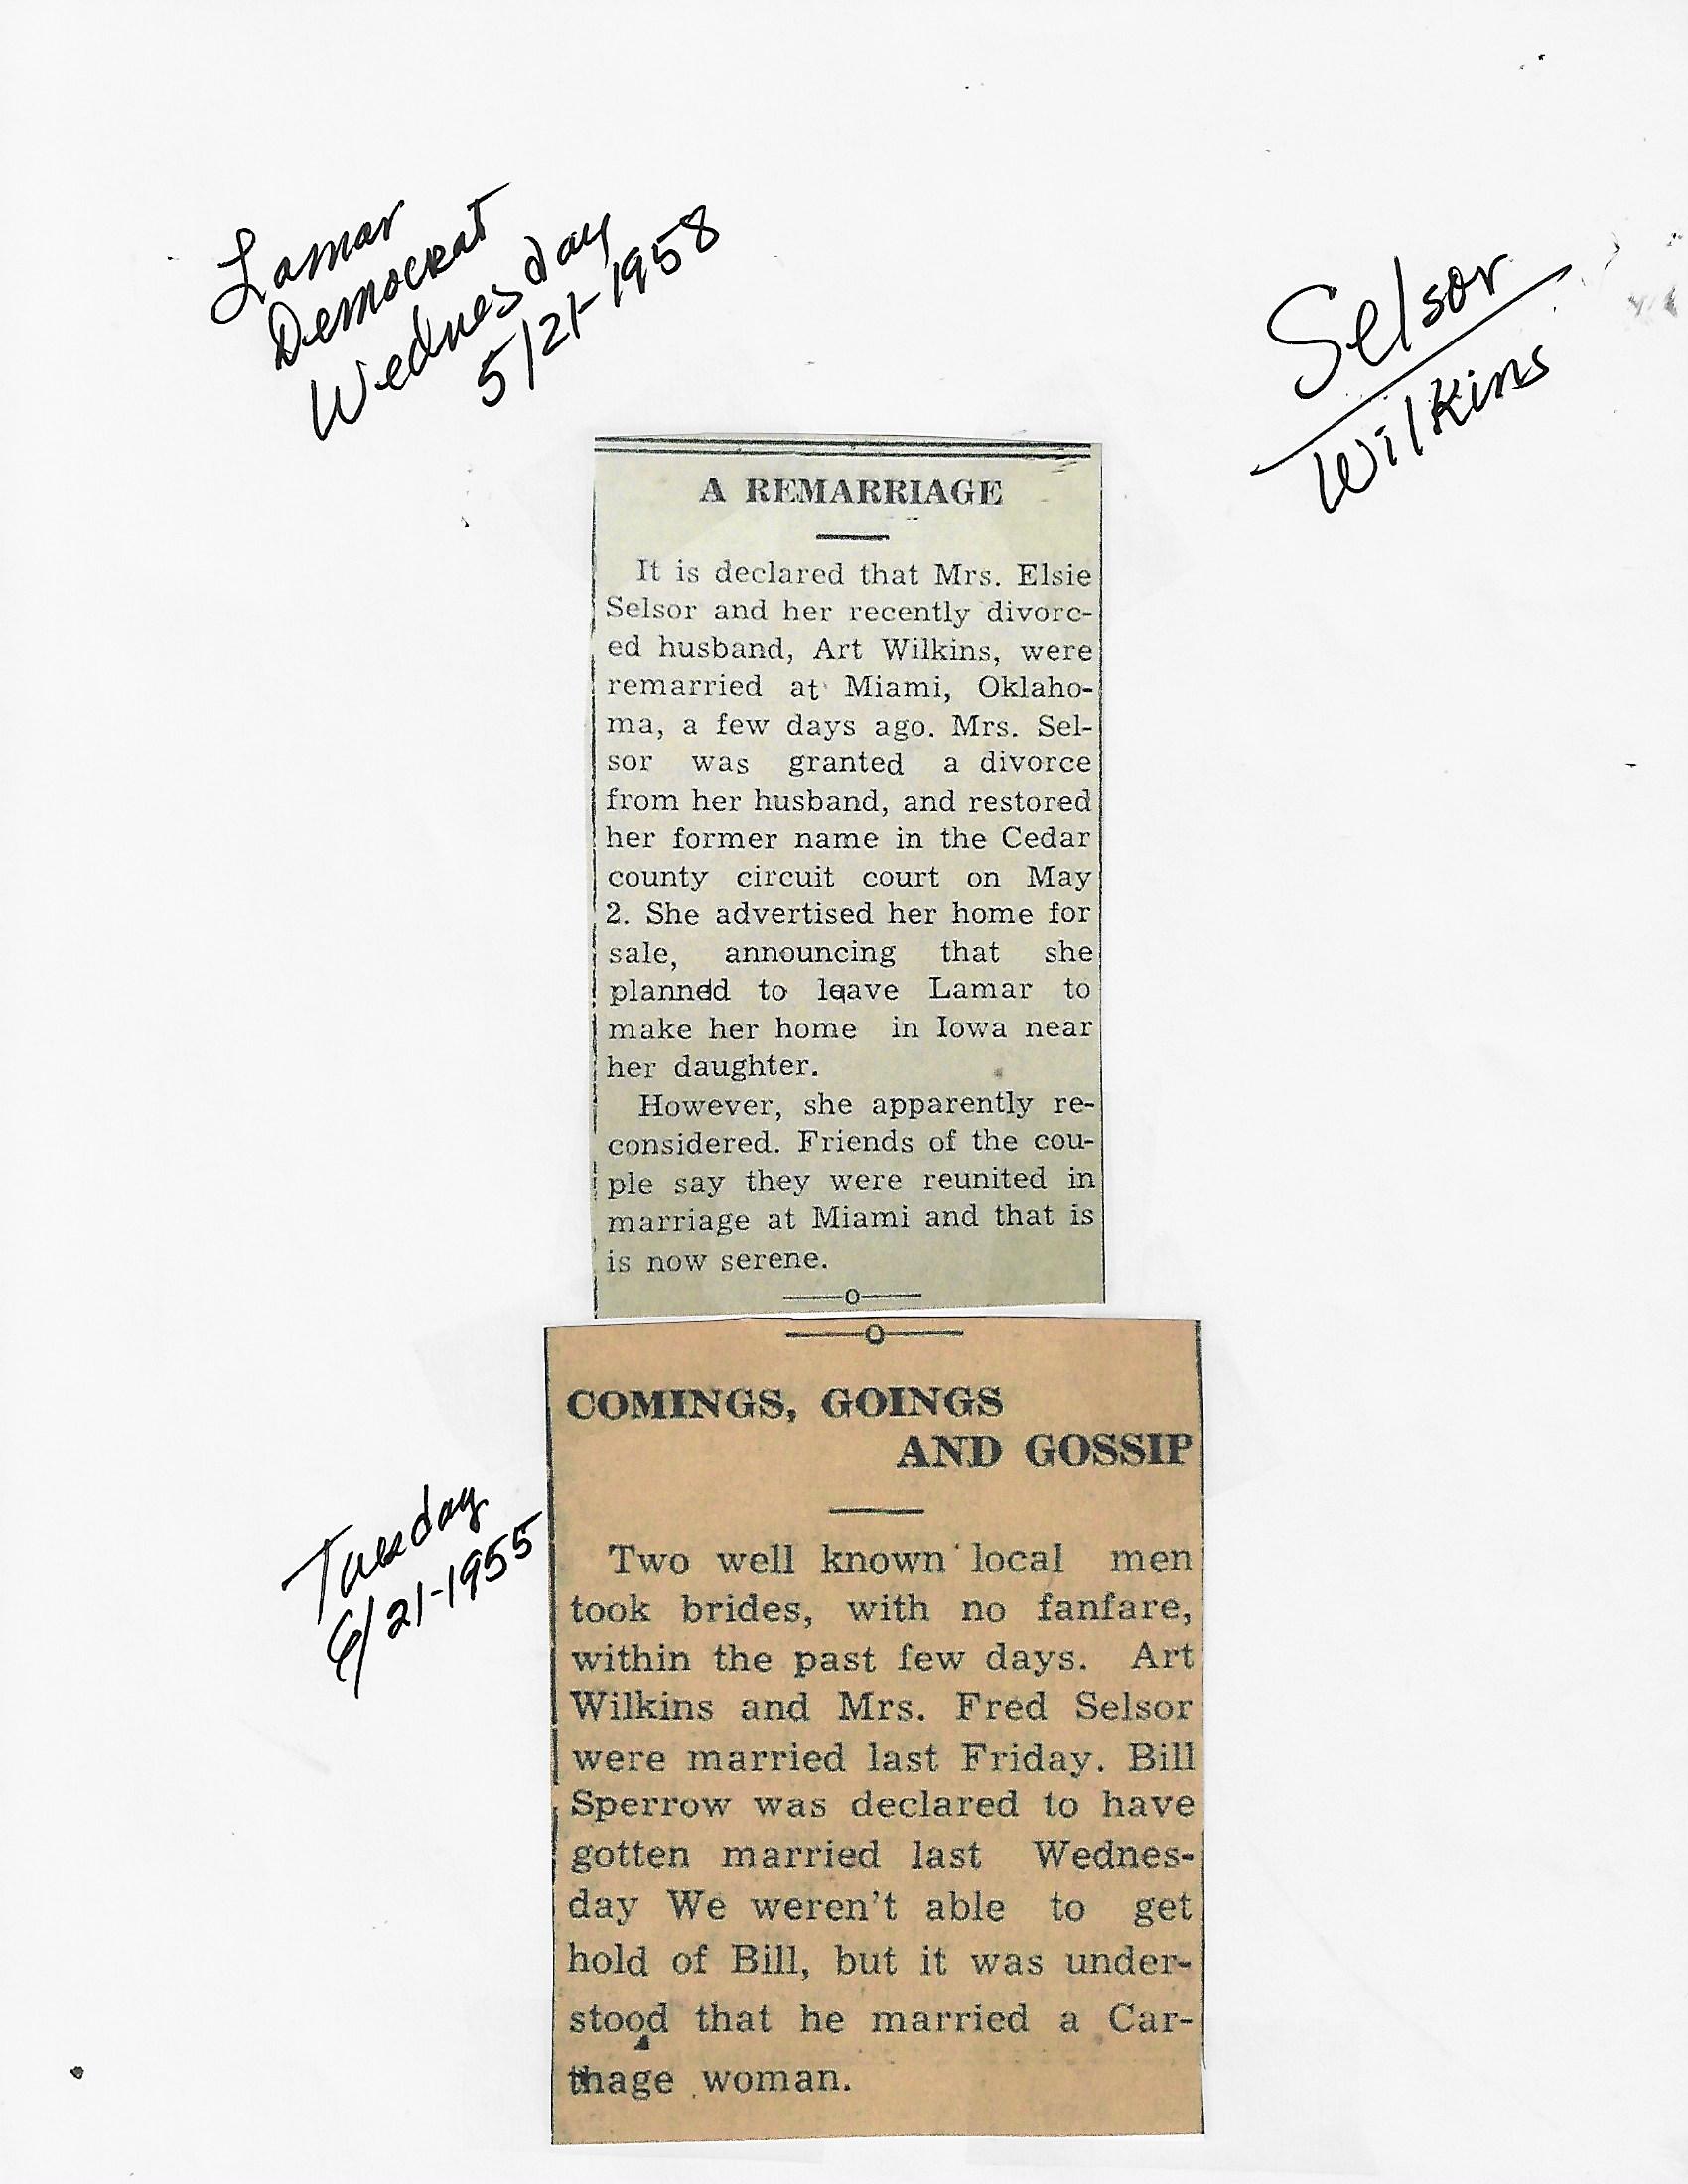 Lamar
Democrat
Wednesday
5/21-1958
Selsor
Wilkins
A REMARRIAGE
It is declared that Mrs. Elsie
Selsor and her recently divorc-
ed husband, Art Wilkins, were
remarried at Miami, Oklaho-
ma, a few days ago. Mrs. Sel-
sor was granted a divorce
from her husband, and restored
her former name in the Cedar
county circuit court on May
2. She advertised her home for
sale, announcing that she
plannd to lqave Lamar to
make her home in Iowa near
her daughter.
However, she apparently re-
considered. Friends of the cou-
ple say they were reunited in
marriage at Miami and that is
is now serene.
—o—
—o—
COMINGS, GOINGS
AND GOSSIP
Tuesday
6/21-1955
Two well known local men
took brides, with no fanfare,
within the past few days. Art
Wilkins and Mrs. Fred Selsor
were married last Friday. Bill
Sperrow was declared to have
gotten married last Wednes-
day We weren't able to get
hold of Bill, but it was under-
stood that he married a Car-
thage woman.